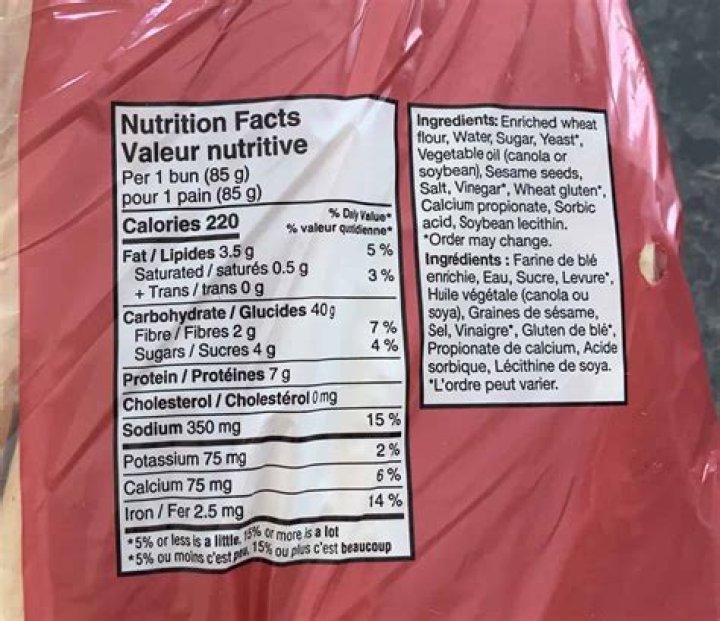 Nutrition Facts
Valeur nutritive
Per 1 bun (85 g)
pour 1 pain (85 g)
Calories 220
% Daily Value*
% valeur quotidienne*
Fat / Lipides 3.5 g 5 %
Saturated / saturés 0.5 g
+ Trans / trans 0 g 3 %
Carbohydrate / Glucides 40 g
Fibre / Fibres 2 g 7 %
Sugars / Sucres 4 g 4 %
Protein / Protéines 7 g
Cholesterol / Cholestérol 0 mg
Sodium 350 mg 15 %
Potassium 75 mg 2 %
Calcium 75 mg 6 %
Iron / Fer 2.5 mg 14 %
*5% or less is a little, 15% or more is a lot
*5% ou moins c'est peu, 15% ou plus c'est beaucoup
Ingredients: Enriched wheat
flour, Water, Sugar, Yeast*,
Vegetable oil (canola or
soybean), Sesame seeds,
Salt, Vinegar*, Wheat gluten*,
Calcium propionate, Sorbic
acid, Soybean lecithin.
*Order may change.
Ingrédients : Farine de blé
enrichie, Eau, Sucre, Levure*,
Huile végétale (canola ou
soya), Graines de sésame,
Sel, Vinaigre*, Gluten de blé*,
Propionate de calcium, Acide
sorbique, Lécithine de soya.
*L'ordre peut varier.